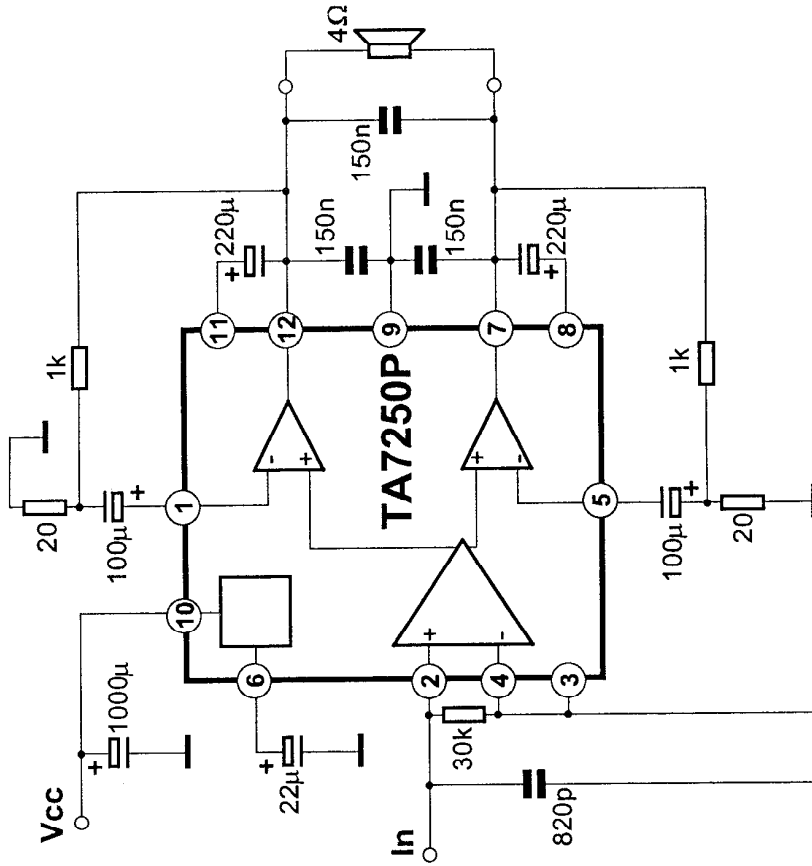 Vcc
1000µ
+
22µ
+
In
820p
30k
20
100µ
+
1k
1
10
6
2
4
3
5
11
12
9
7
8
TA7250P
-
+
+
-
+
-
220µ
+
150n
150n
220µ
+
150n
4Ω
1k
100µ
+
20